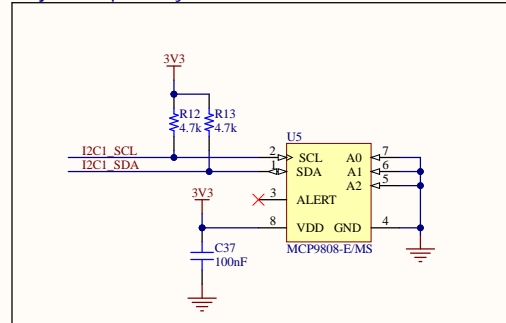 3V3
R12 R13
4.7k 4.7k
U5
I2C1_SCL 2 SCL A0 7
I2C1_SDA 1 SDA A1 6
A2 5
3V3 3 ALERT
8 VDD GND 4
MCP9808-E/MS
C37
100nF